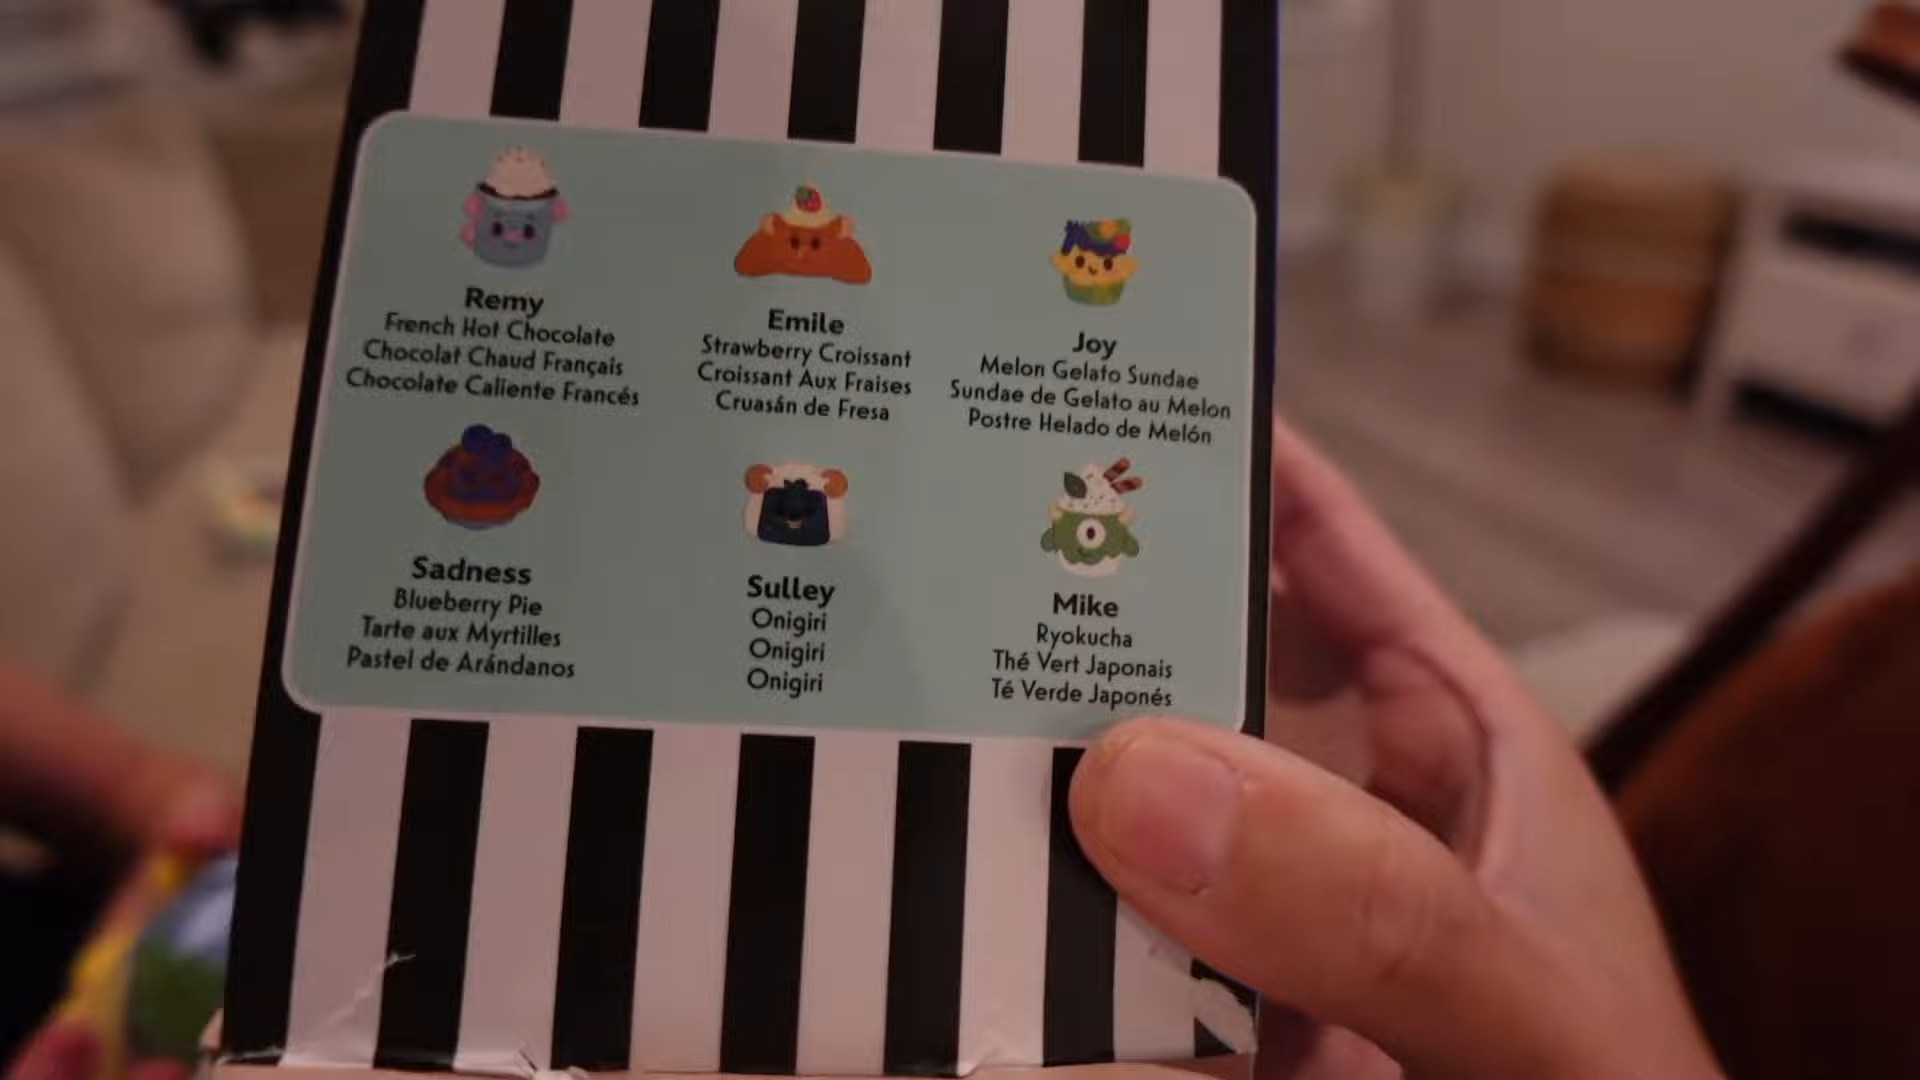 Remy
French Hot Chocolate
Chocolat Chaud Français
Chocolate Caliente Francés
Emile
Strawberry Croissant
Croissant Aux Fraises
Cruasán de Fresa
Joy
Melon Gelato Sundae
Sundae de Gelato au Melon
Postre Helado de Melón
Sadness
Blueberry Pie
Tarte aux Myrtilles
Pastel de Arándanos
Sulley
Onigiri
Onigiri
Onigiri
Mike
Ryokucha
Thé Vert Japonais
Té Verde Japonés